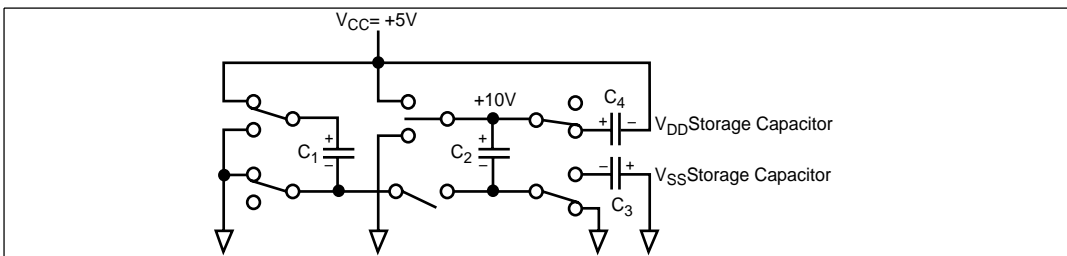 VCC= +5V
+10V
C4
+ −
VDDStorage Capacitor
+
C1
−
+
C2
−
− +
VSSStorage Capacitor
C3